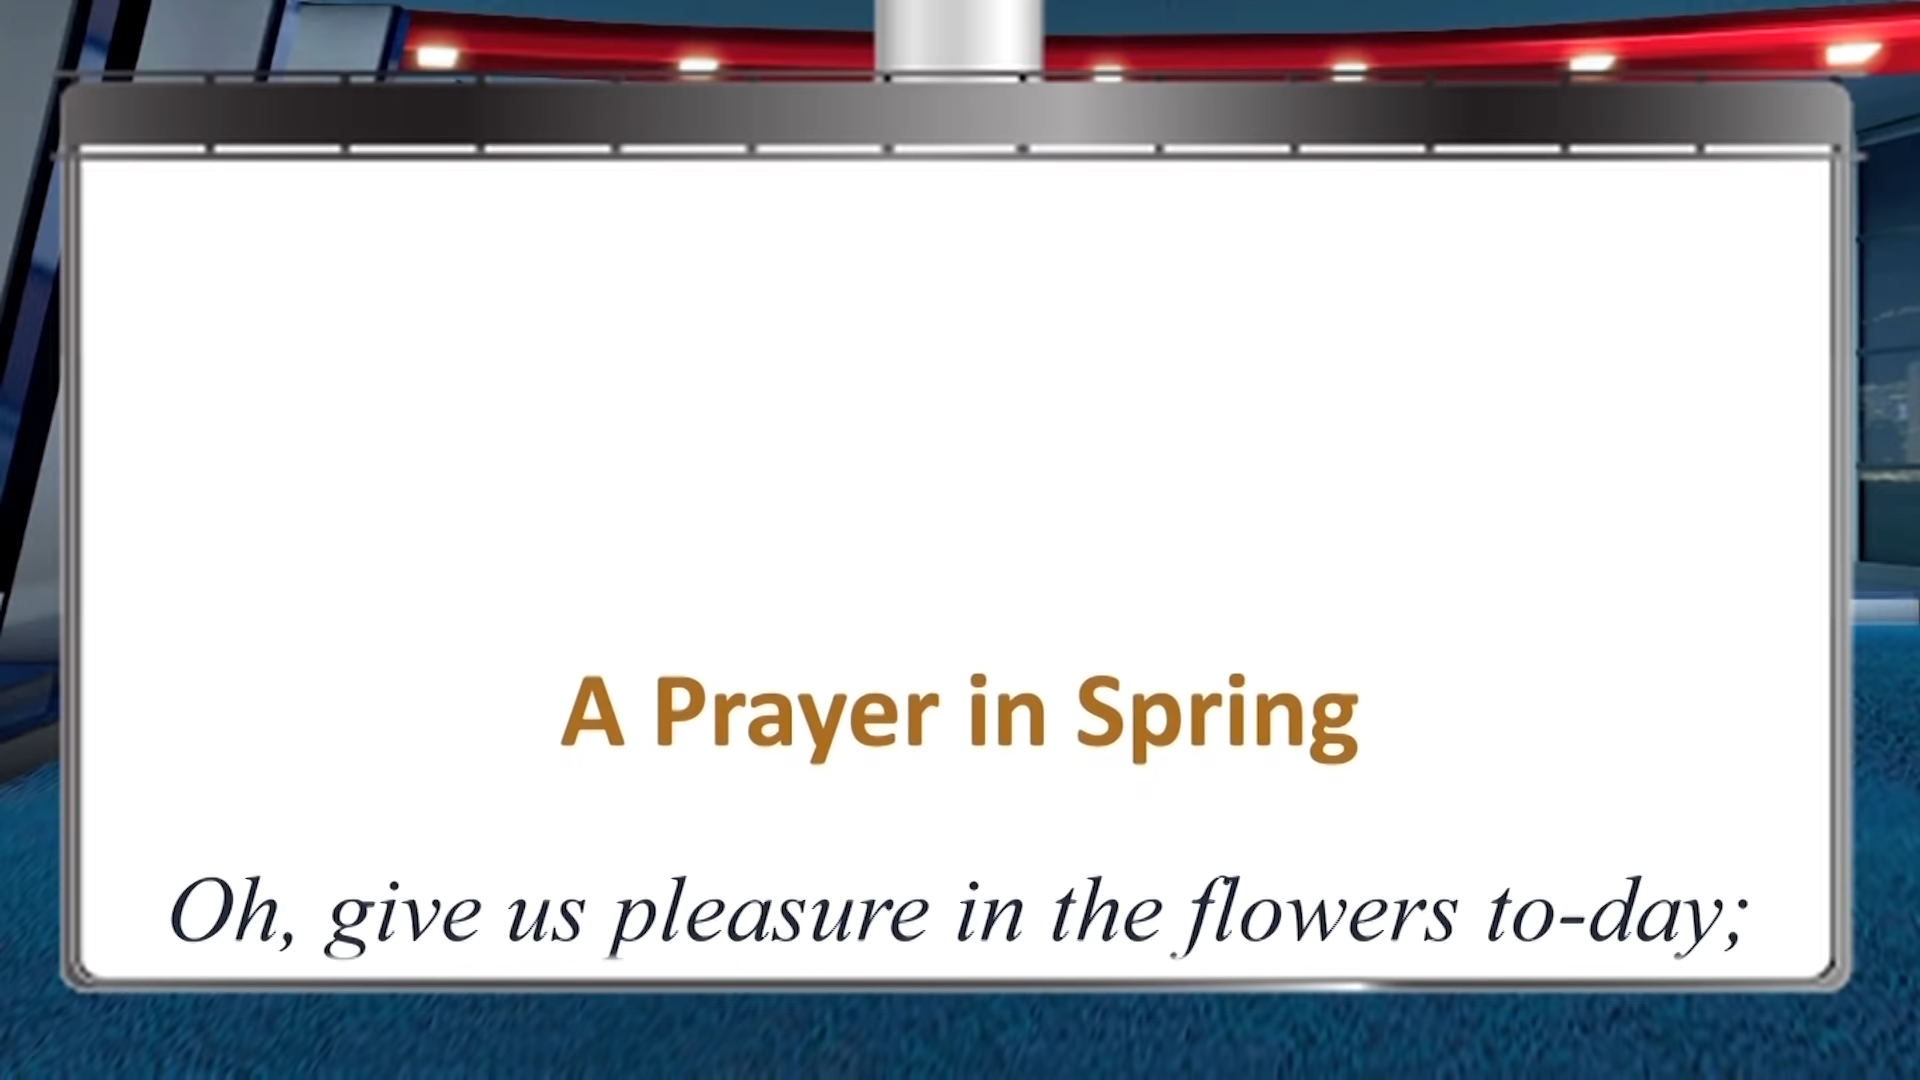 A Prayer in Spring
Oh, give us pleasure in the flowers to-day;